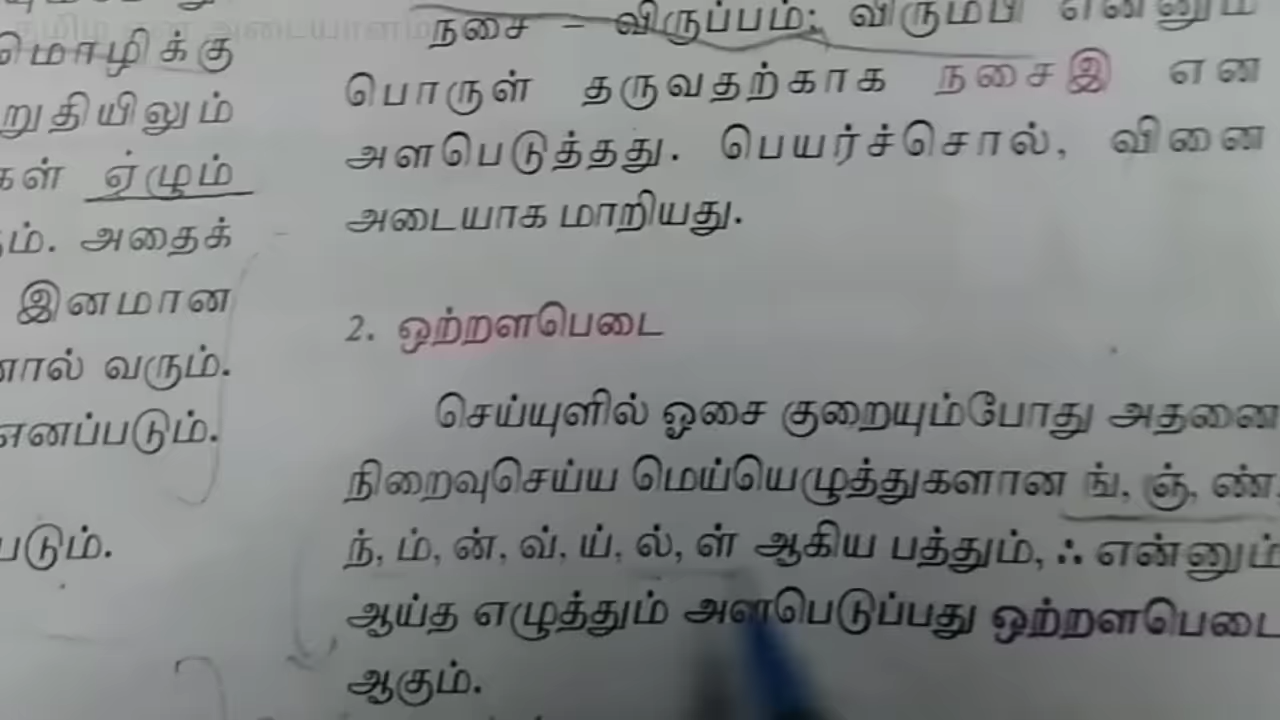 மொழிக்கு
றுதியிலும்
கள் ஏழும்
அதைக்
இனமான
னால் வரும்.
எனப்படும்.
படும்.
நசை – விருப்பம்; விரும்பி என்னும்
பொருள் தருவதற்காக நசைஇ என
அளபெடுத்தது. பெயர்ச்சொல், வினை
அடையாக மாறியது.
2. ஒற்றளபெடை
செய்யுளில் ஓசை குறையும்போது அதனை
நிறைவுசெய்ய மெய்யெழுத்துகளான ங், ஞ், ண்,
ந், ம், ன், வ், ய், ல், ள் ஆகிய பத்தும், ஃ என்னும்
ஆய்த எழுத்தும் அளபெடுப்பது ஒற்றளபெடை
ஆகும்.